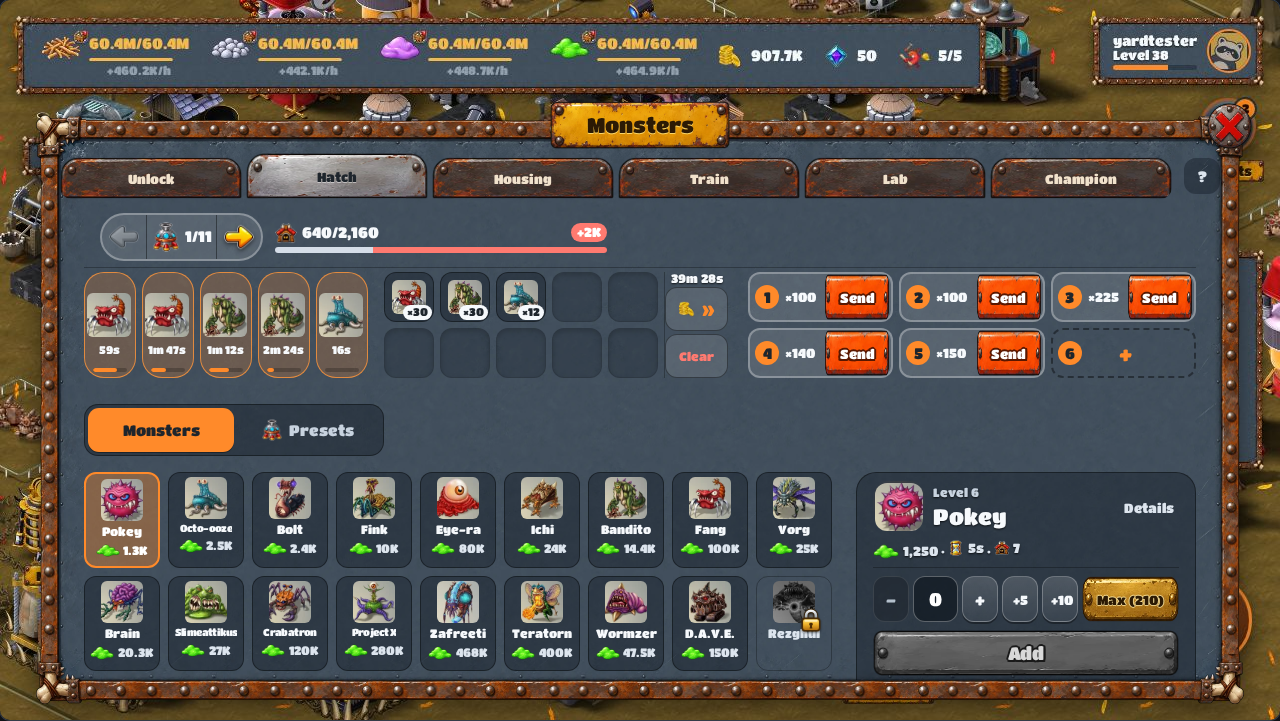 60.4M/60.4M
+460.2K/h
60.4M/60.4M
+442.1K/h
60.4M/60.4M
+448.7K/h
60.4M/60.4M
+464.9K/h
907.7K
50
5/5
yardtester
Level 38
Monsters
Unlock
Hatch
Housing
Train
Lab
Champion
?
1/11
640/2,160
+2K
59s
1m 47s
1m 12s
2m 24s
16s
×30
×30
×12
39m 28s
Clear
1 ×100 Send
2 ×100 Send
3 ×225 Send
4 ×140 Send
5 ×150 Send
6 +
Monsters
Presets
Pokey
1.3K
Octo-ooze
2.5K
Bolt
2.4K
Fink
10K
Eye-ra
80K
Ichi
24K
Bandito
14.4K
Fang
100K
Vorg
25K
Brain
20.3K
Slimeattikus
27K
Crabatron
120K
Project X
280K
Zafreeti
468K
Teratorn
400K
Wormzer
47.5K
D.A.V.E.
150K
Rezghul
Level 6
Pokey
Details
1,250 · 5s · 7
- 0 + +5 +10 Max (210)
Add